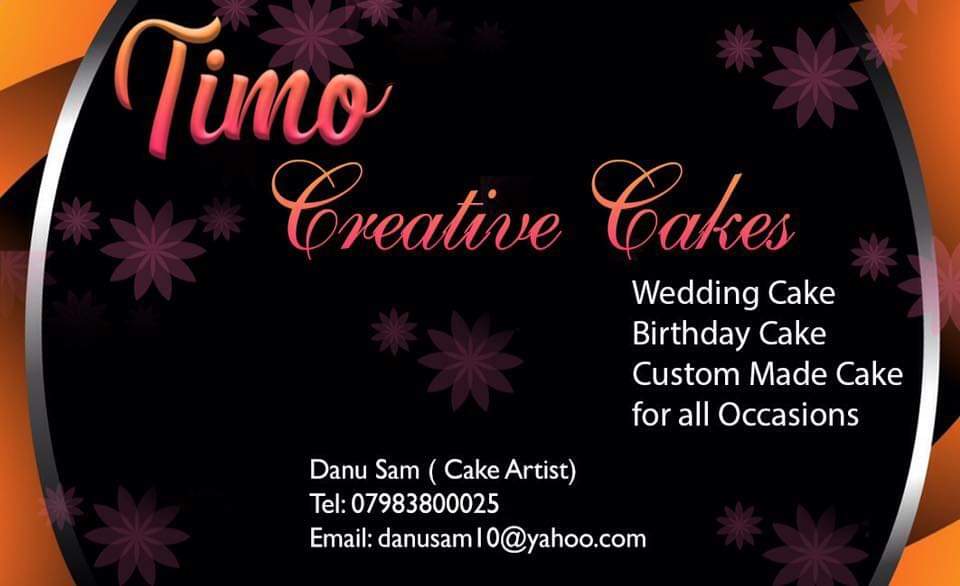 Timo
Creative Cakes
Wedding Cake
Birthday Cake
Custom Made Cake
for all Occasions
Danu Sam ( Cake Artist)
Tel: 07983800025
Email: danusam10@yahoo.com